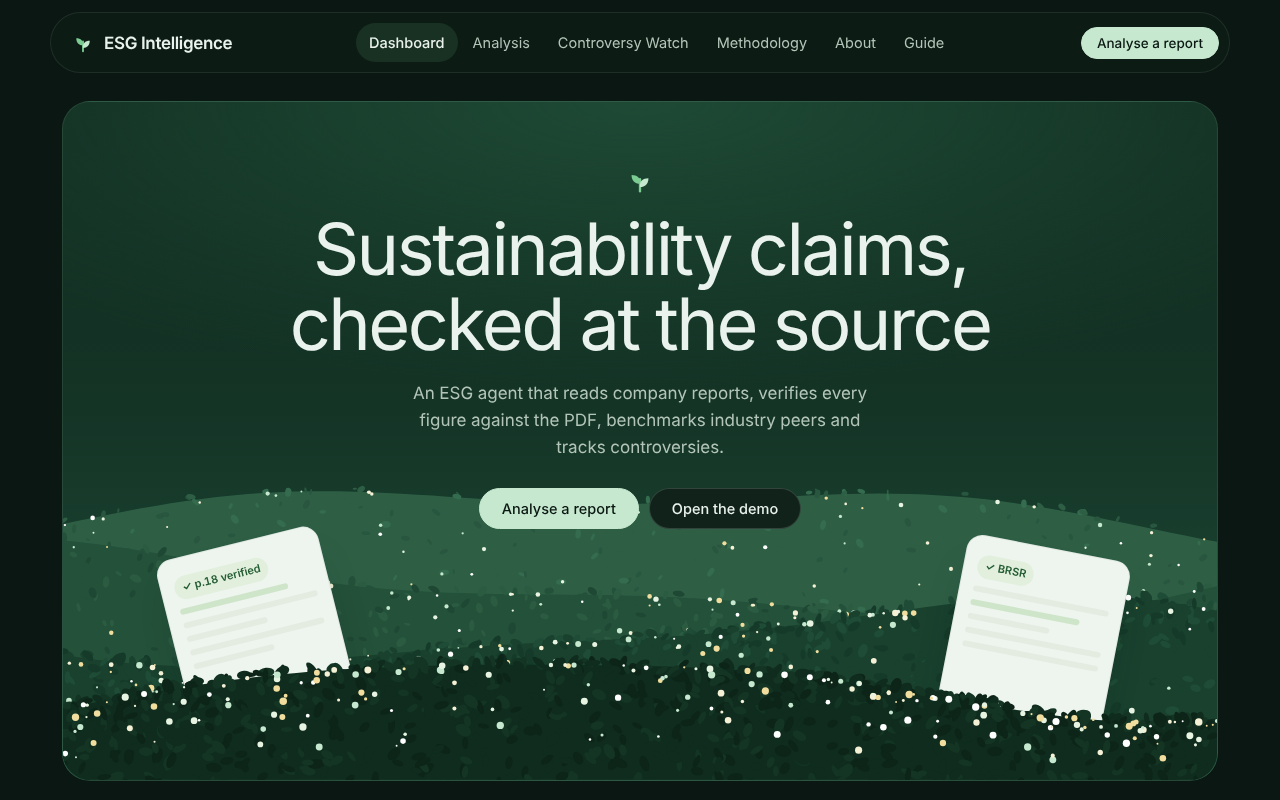 ESG Intelligence
Dashboard
Analysis
Controversy Watch
Methodology
About
Guide
Analyse a report
Sustainability claims,
checked at the source
An ESG agent that reads company reports, verifies every
figure against the PDF, benchmarks industry peers and
tracks controversies.
Analyse a report
Open the demo
✓ p.18 verified
✓ BRSR